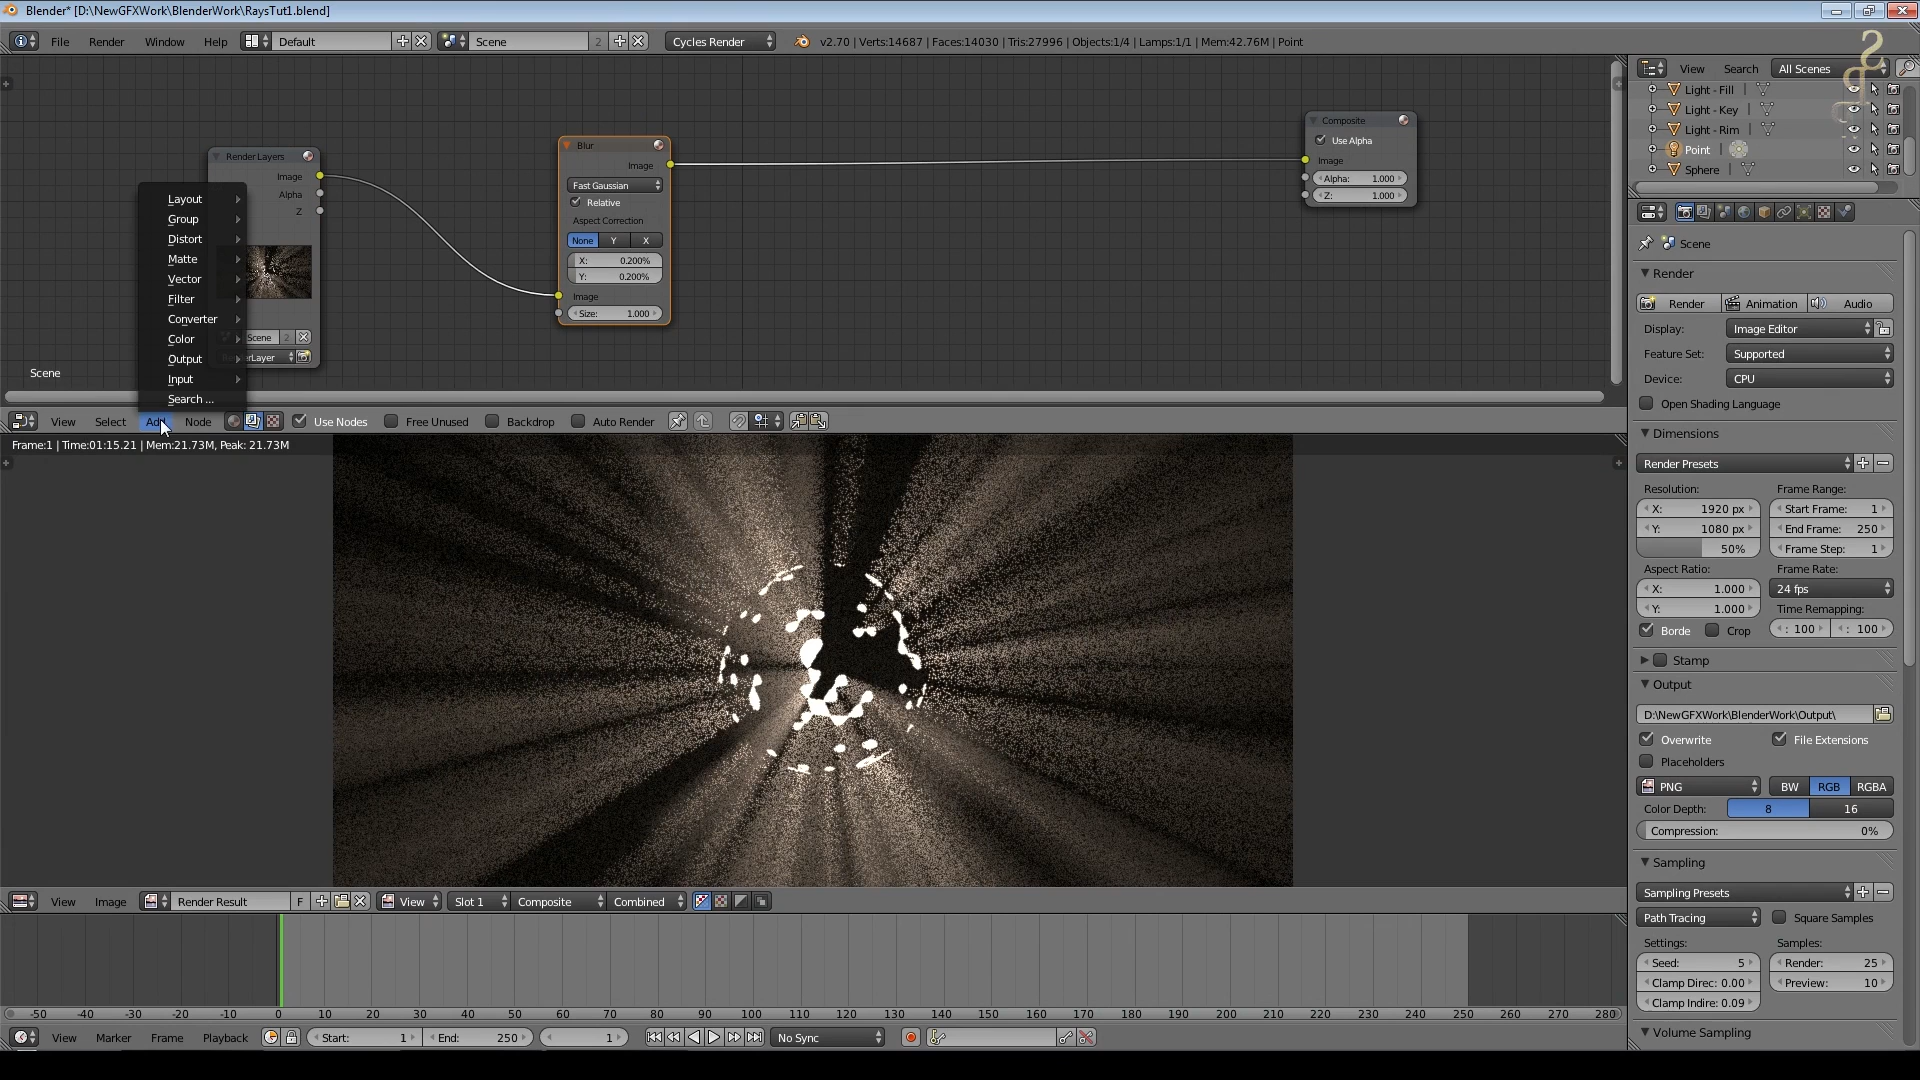 Blender* [D:\NewGFXWork\BlenderWork\RaysTut1.blend]
File Render Window Help Default Scene 2 Cycles Render v2.70 | Verts:14687 | Faces:14030 | Tris:27996 | Objects:1/4 | Lamps:1/1 | Mem:42.76M | Point
View Search All Scenes
Light - Fill
Light - Key
Light - Rim
Point
Sphere
Render Layers
Image
Alpha
Z
Scene 2
Layout
Group
Distort
Matte
Vector
Filter
Converter
Color
Output
Input
Search ...
Blur
Image
Fast Gaussian
Relative
Aspect Correction
None Y X
X: 0.200%
Y: 0.200%
Image
Size: 1.000
Composite
Use Alpha
Image
Alpha: 1.000
Z: 1.000
Scene
View Select Add Node Use Nodes Free Unused Backdrop Auto Render
Frame:1 | Time:01:15.21 | Mem:21.73M, Peak: 21.73M
View Image Render Result F View Slot 1 Composite Combined
-50 -40 -30 -20 -10 0 10 20 30 40 50 60 70 80 90 100 110 120 130 140 150 160 170 180 190 200 210 220 230 240 250 260 270 280
View Marker Frame Playback Start: 1 End: 250 1 No Sync
Scene
Render
Render Animation Audio
Display: Image Editor
Feature Set: Supported
Device: CPU
Open Shading Language
Dimensions
Render Presets
Resolution: Frame Range:
X: 1920 px Start Frame: 1
Y: 1080 px End Frame: 250
50% Frame Step: 1
Aspect Ratio: Frame Rate:
X: 1.000 24 fps
Y: 1.000 Time Remapping:
Borde Crop : 100 : 100
Stamp
Output
D:\NewGFXWork\BlenderWork\Output\
Overwrite File Extensions
Placeholders
PNG BW RGB RGBA
Color Depth: 8 16
Compression: 0%
Sampling
Sampling Presets
Path Tracing Square Samples
Settings: Samples:
Seed: 5 Render: 25
Clamp Direc: 0.00 Preview: 10
Clamp Indire: 0.09
Volume Sampling